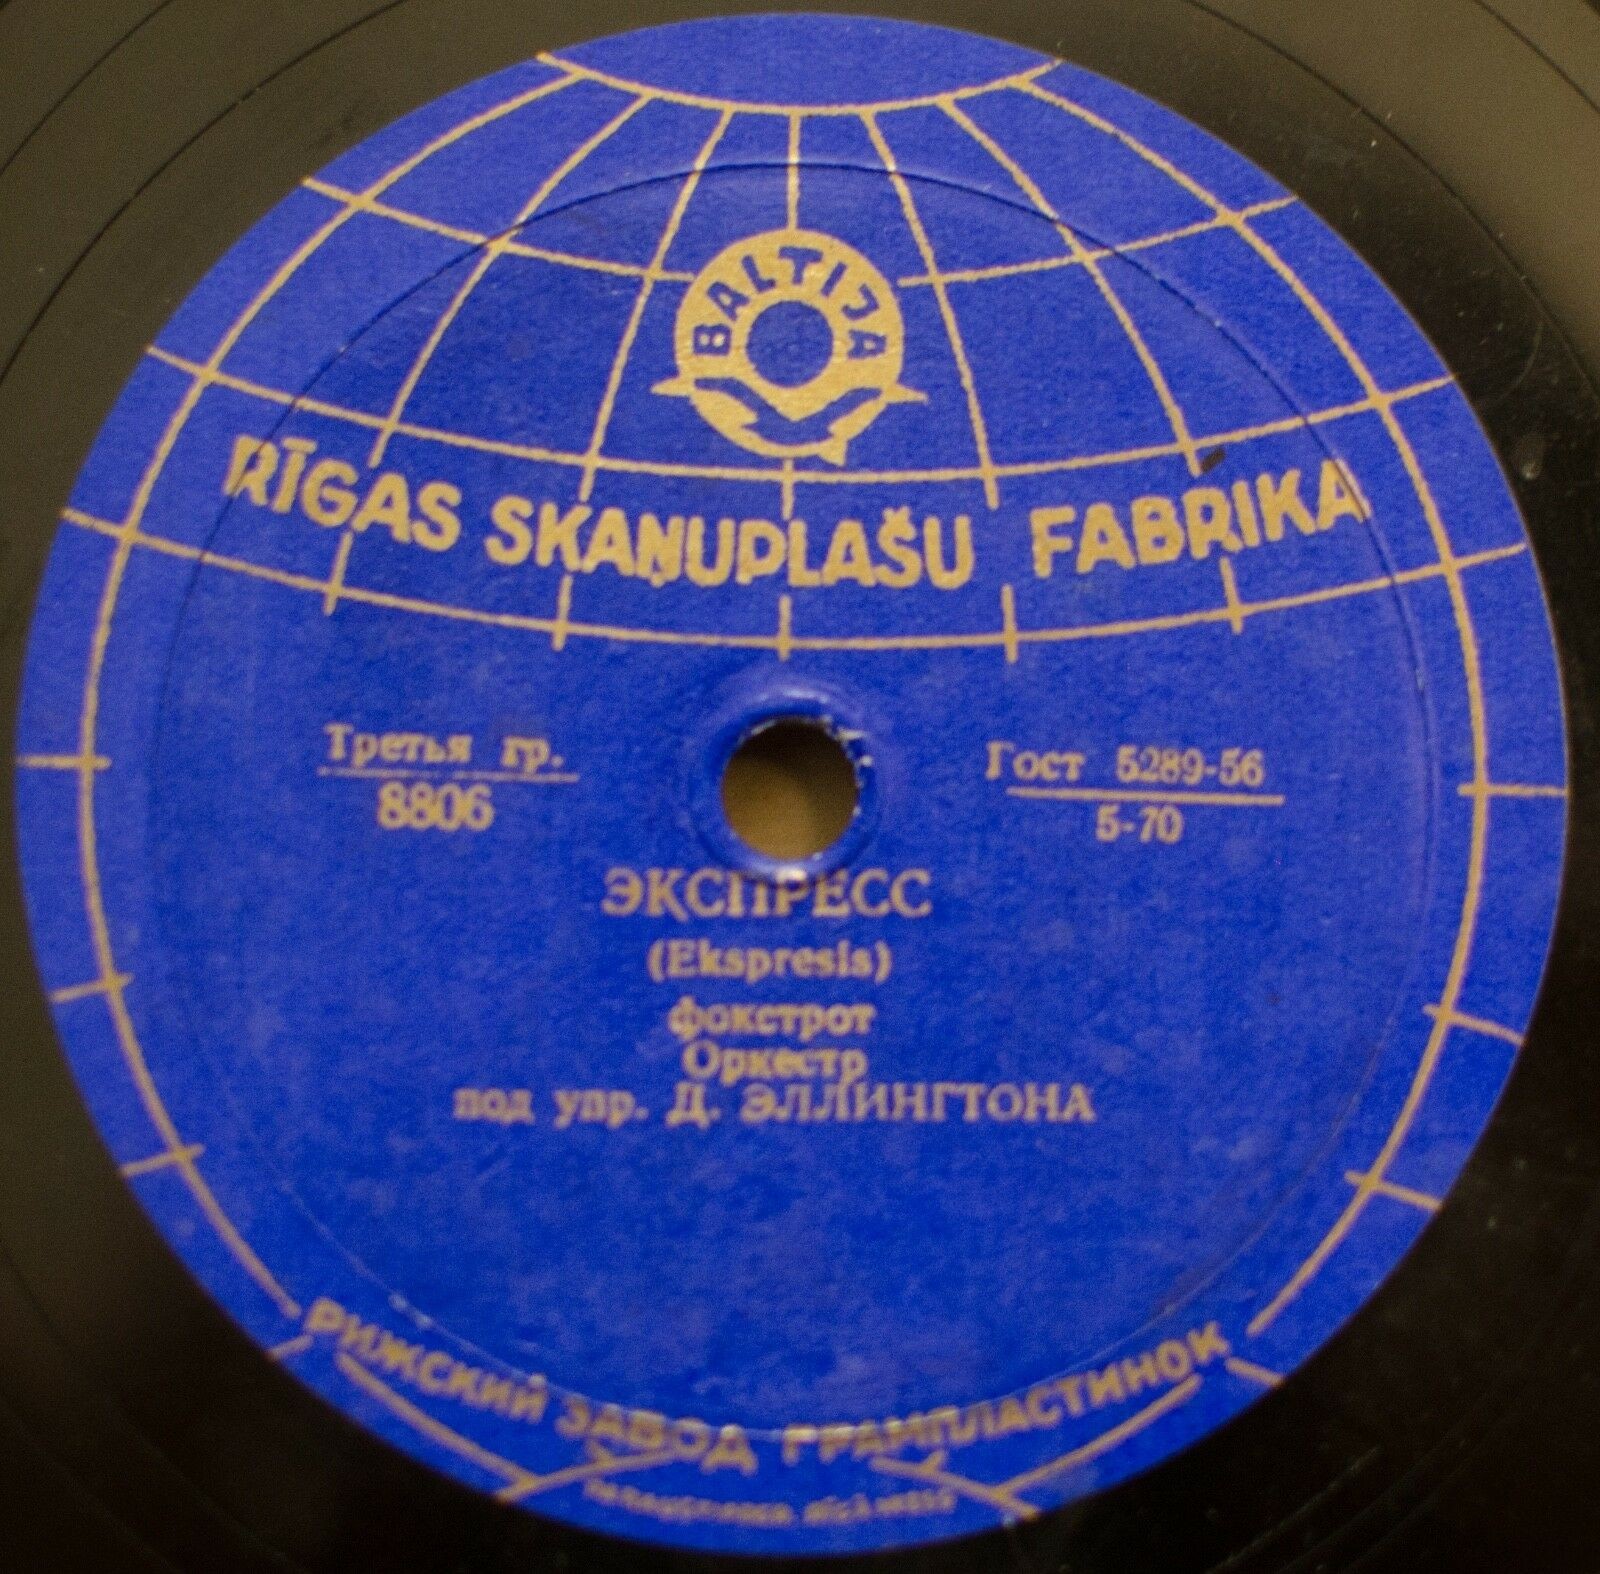 BALTIJA
RĪGAS SKAŅUPLAŠU FABRIKA
Третья гр.
8806
Гост 5289-56
5-70
ЭКСПРЕСС
(Ekspresis)
фокстрот
Оркестр
под упр. Д. ЭЛЛИНГТОНА
РИЖСКИЙ ЗАВОД ГРАМПЛАСТИНОК